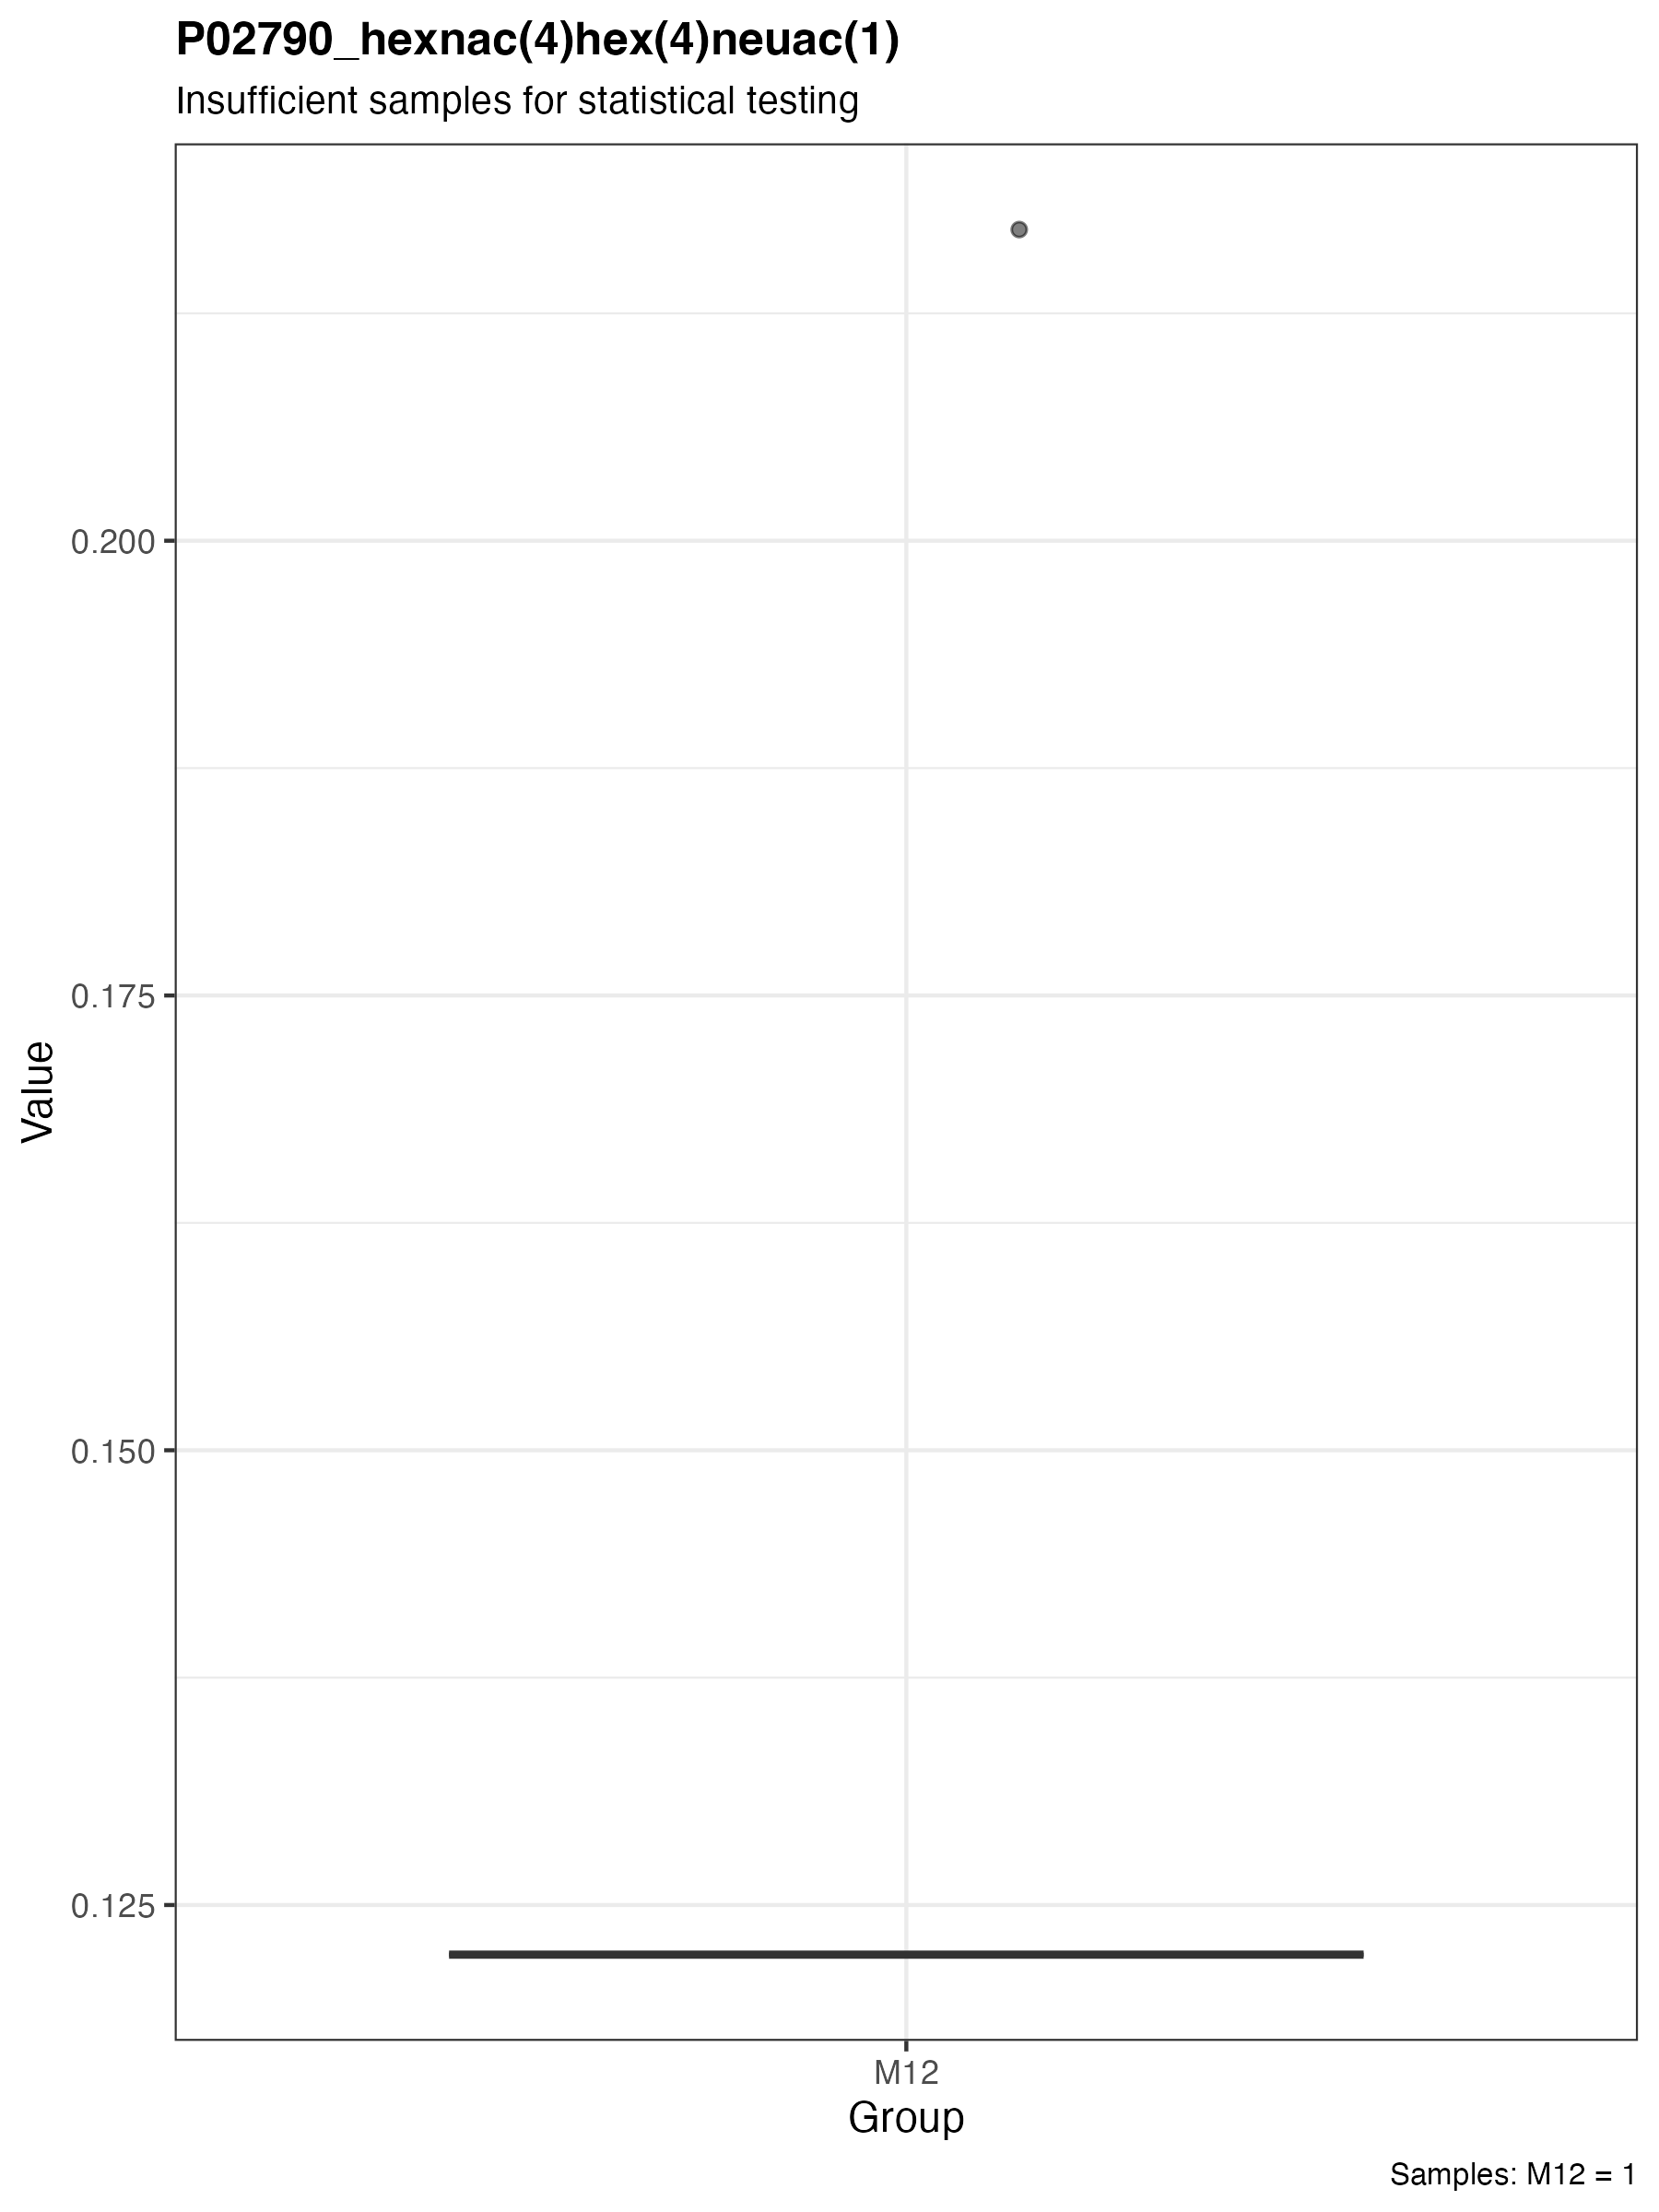 P02790_hexnac(4)hex(4)neuac(1)
Insufficient samples for statistical testing
0.200
0.175
Value
0.150
0.125
M12
Group
Samples: M12 = 1